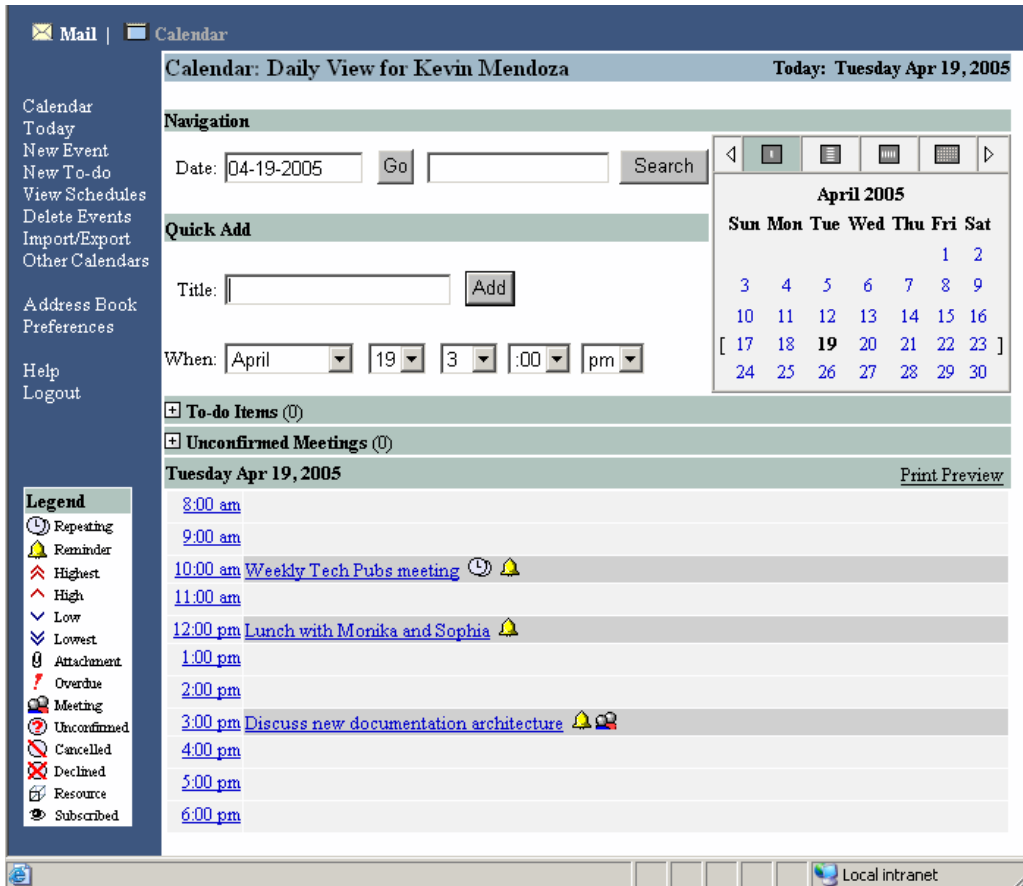 Mail | Calendar
Calendar: Daily View for Kevin Mendoza Today: Tuesday Apr 19, 2005
Calendar
Today
New Event
New To-do
View Schedules
Delete Events
Import/Export
Other Calendars
Address Book
Preferences
Help
Logout
Navigation
Date: 04-19-2005 Go Search
Quick Add
Title: Add
When: April 19 3 :00 pm
April 2005
Sun Mon Tue Wed Thu Fri Sat
1 2
3 4 5 6 7 8 9
10 11 12 13 14 15 16
[ 17 18 19 20 21 22 23 ]
24 25 26 27 28 29 30
To-do Items (0)
Unconfirmed Meetings (0)
Tuesday Apr 19, 2005 Print Preview
8:00 am
9:00 am
10:00 am Weekly Tech Pubs meeting
11:00 am
12:00 pm Lunch with Monika and Sophia
1:00 pm
2:00 pm
3:00 pm Discuss new documentation architecture
4:00 pm
5:00 pm
6:00 pm
Legend
Repeating
Reminder
Highest
High
Low
Lowest
Attachment
Overdue
Meeting
Unconfirmed
Cancelled
Declined
Resource
Subscribed
Local intranet